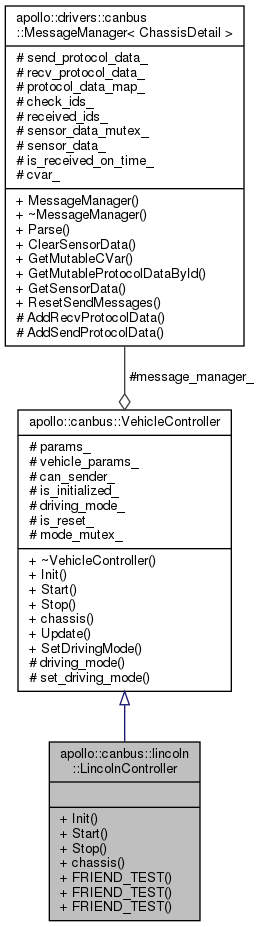 apollo::drivers::canbus
::MessageManager< ChassisDetail >
# send_protocol_data_
# recv_protocol_data_
# protocol_data_map_
# check_ids_
# received_ids_
# sensor_data_mutex_
# sensor_data_
# is_received_on_time_
# cvar_
+ MessageManager()
+ ~MessageManager()
+ Parse()
+ ClearSensorData()
+ GetMutableCVar()
+ GetMutableProtocolDataById()
+ GetSensorData()
+ ResetSendMessages()
# AddRecvProtocolData()
# AddSendProtocolData()
#message_manager_
apollo::canbus::VehicleController
# params_
# vehicle_params_
# can_sender_
# is_initialized_
# driving_mode_
# is_reset_
# mode_mutex_
+ ~VehicleController()
+ Init()
+ Start()
+ Stop()
+ chassis()
+ Update()
+ SetDrivingMode()
# driving_mode()
# set_driving_mode()
apollo::canbus::lincoln
::LincolnController
+ Init()
+ Start()
+ Stop()
+ chassis()
+ FRIEND_TEST()
+ FRIEND_TEST()
+ FRIEND_TEST()